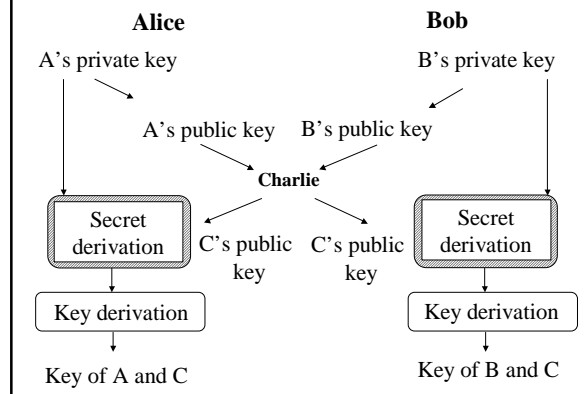 Alice
Bob
A’s private key
B’s private key
A’s public key
B’s public key
Charlie
Secret
derivation
C’s public
key
C’s public
key
Secret
derivation
Key derivation
Key derivation
Key of A and C
Key of B and C